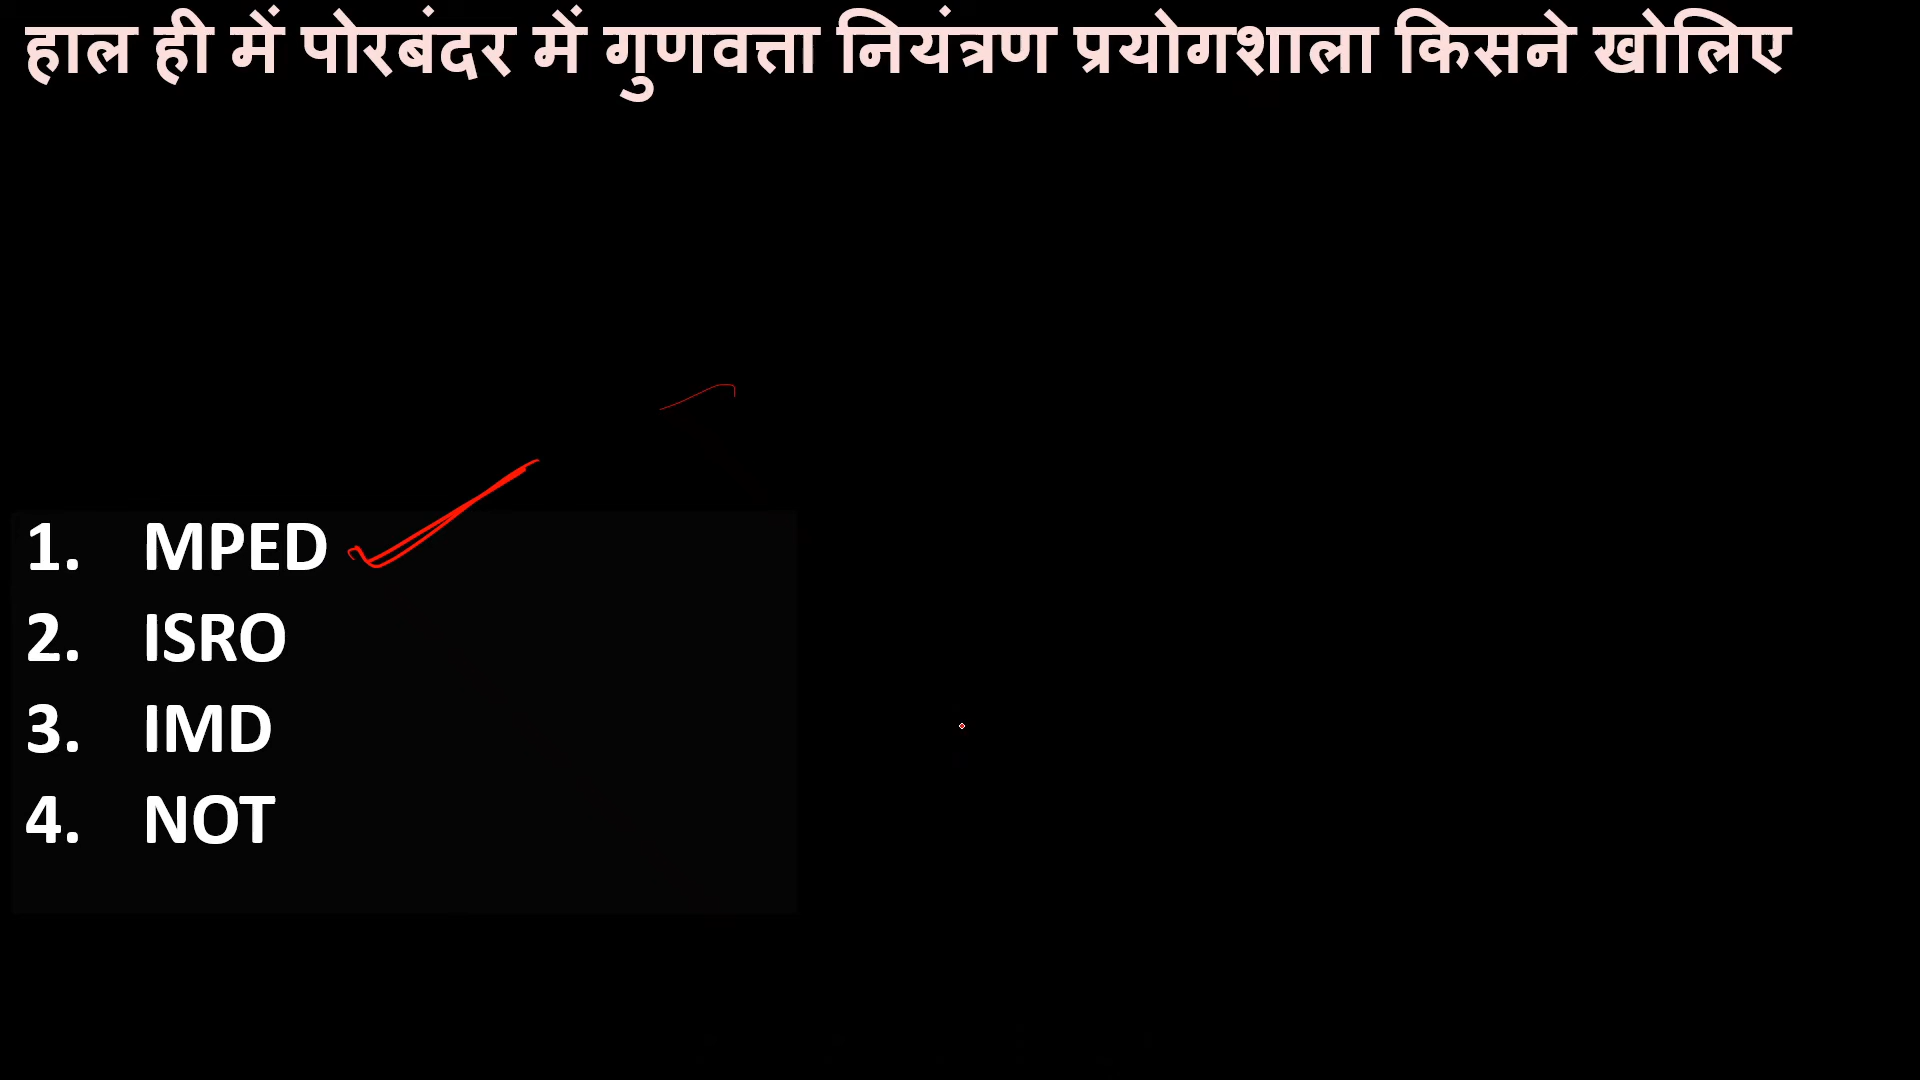 हाल ही में पोरबंदर में गुणवत्ता नियंत्रण प्रयोगशाला किसने खोलिए
1. MPED
2. ISRO
3. IMD
4. NOT